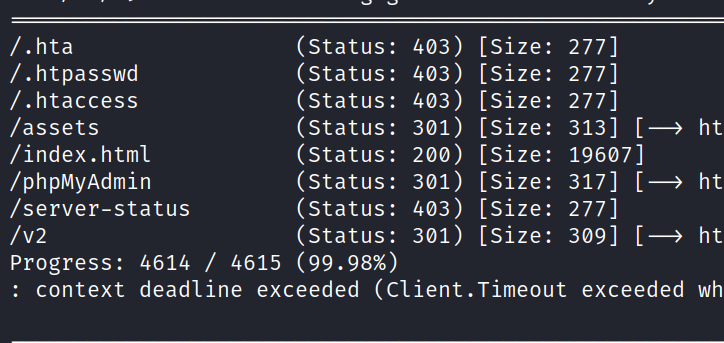 /.hta (Status: 403) [Size: 277]
/.htpasswd (Status: 403) [Size: 277]
/.htaccess (Status: 403) [Size: 277]
/assets (Status: 301) [Size: 313] [--> ht
/index.html (Status: 200) [Size: 19607]
/phpMyAdmin (Status: 301) [Size: 317] [--> ht
/server-status (Status: 403) [Size: 277]
/v2 (Status: 301) [Size: 309] [--> ht
Progress: 4614 / 4615 (99.98%)
: context deadline exceeded (Client.Timeout exceeded wh